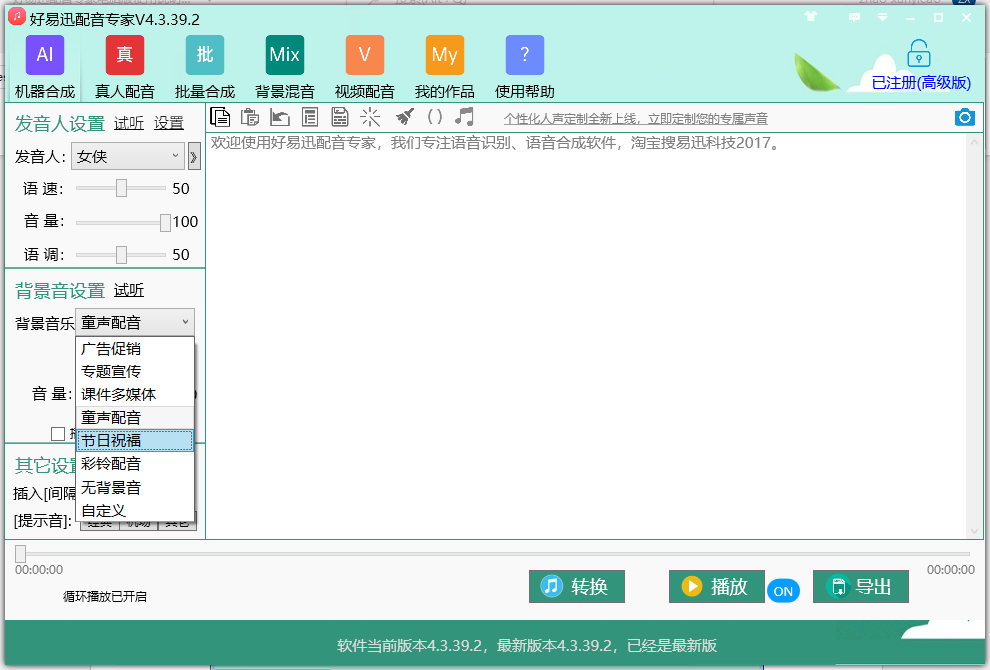 好易迅配音专家V4.3.39.2
AI 真 批 Mix V My ?
机器合成 真人配音 批量合成 背景混音 视频配音 我的作品 使用帮助
已注册(高级版)
发音人设置 试听 设置
个性化人声定制全新上线，立即定制您的专属声音
欢迎使用好易迅配音专家，我们专注语音识别、语音合成软件，淘宝搜易迅科技2017。
发音人: 女侠
语 速: 50
音 量: 100
语 调: 50
背景音设置 试听
背景音乐 童声配音
广告促销
专题宣传
课件多媒体
音 量:
童声配音
节日祝福
彩铃配音
无背景音
自定义
其它设
插入[间隔
[提示音]:
00:00:00
00:00:00
循环播放已开启
转换 播放 ON 导出
软件当前版本4.3.39.2，最新版本4.3.39.2，已经是最新版